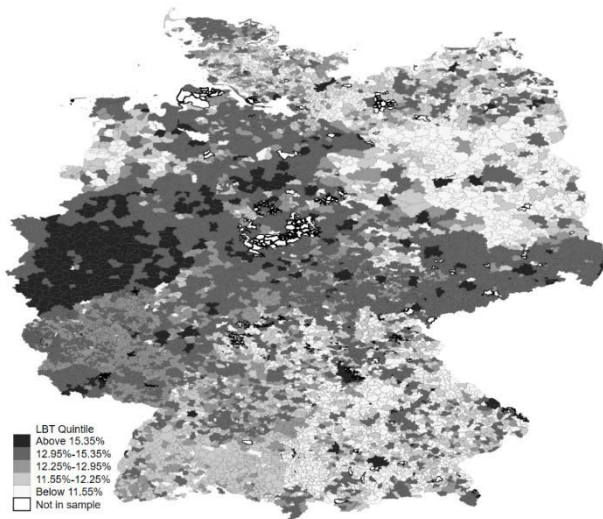 LBT Quintile
Above 15.35%
12.95%-15.35%
12.25%-12.95%
11.55%-12.25%
Below 11.55%
Not in sample